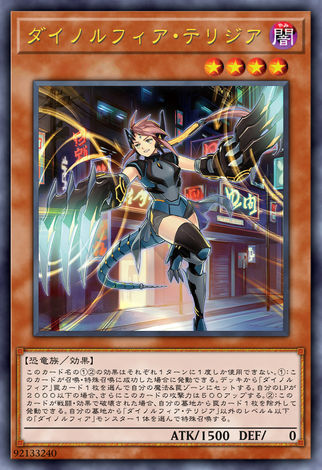 ダイノルフィア・テリジア
やみ
闇
【恐竜族／効果】
このカード名の①②の効果はそれぞれ１ターンに１度しか使用できない。①：こ
のカードが召喚・特殊召喚に成功した場合に発動できる。デッキから「ダイノル
フィア」罠カード１枚を選んで自分の魔法&罠ゾーンにセットする。自分のLPが
２０００以下の場合、さらにこのカードの攻撃力は５００アップする。②：このカー
ドが戦闘・効果で破壊された場合、自分の墓地から罠カード１枚を除外して
発動できる。自分の墓地から「ダイノルフィア・テリジア」以外のレベル４以下
の「ダイノルフィア」モンスター１体を選んで特殊召喚する。
ATK/1500 DEF/ 0
92133240